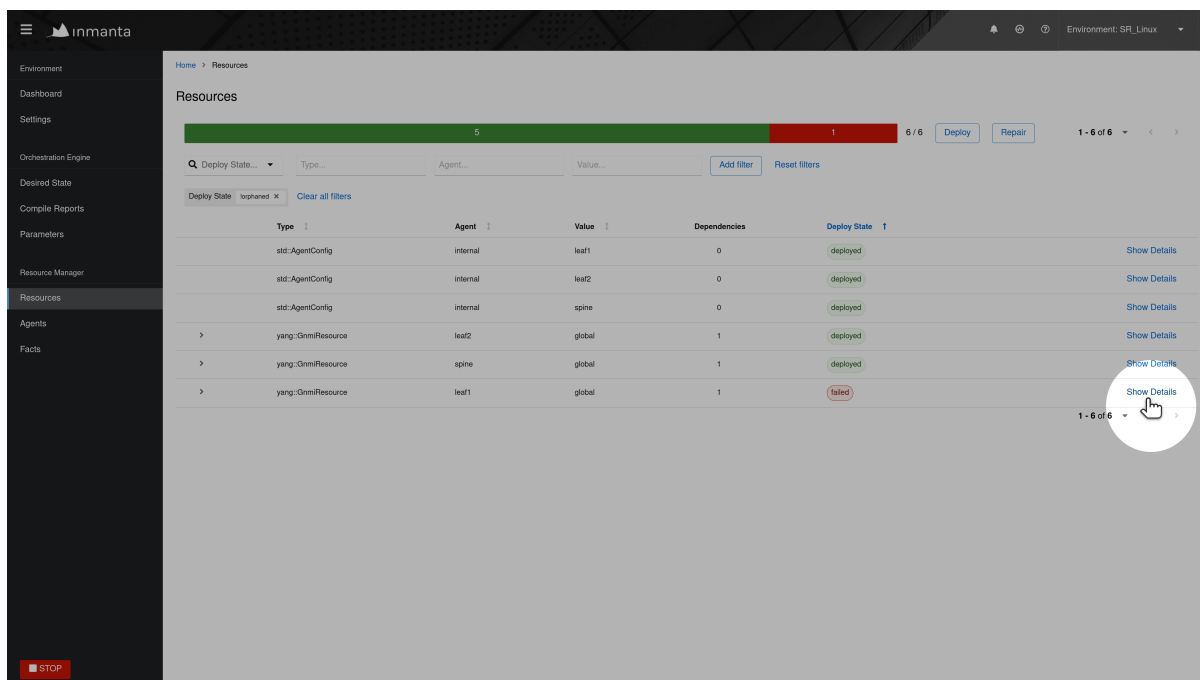 inmanta
Environment: SR_Linux
Environment
Dashboard
Settings
Orchestration Engine
Desired State
Compile Reports
Parameters
Resource Manager
Resources
Agents
Facts
STOP
Home > Resources
Resources
5 1 6 / 6 Deploy Repair 1 - 6 of 6
Deploy State... Type... Agent... Value... Add filter Reset filters
Deploy State !orphaned × Clear all filters
Type Agent Value Dependencies Deploy State
std::AgentConfig internal leaf1 0 deployed Show Details
std::AgentConfig internal leaf2 0 deployed Show Details
std::AgentConfig internal spine 0 deployed Show Details
yang::GnmiResource leaf2 global 1 deployed Show Details
yang::GnmiResource spine global 1 deployed Show Details
yang::GnmiResource leaf1 global 1 failed Show Details
1 - 6 of 6